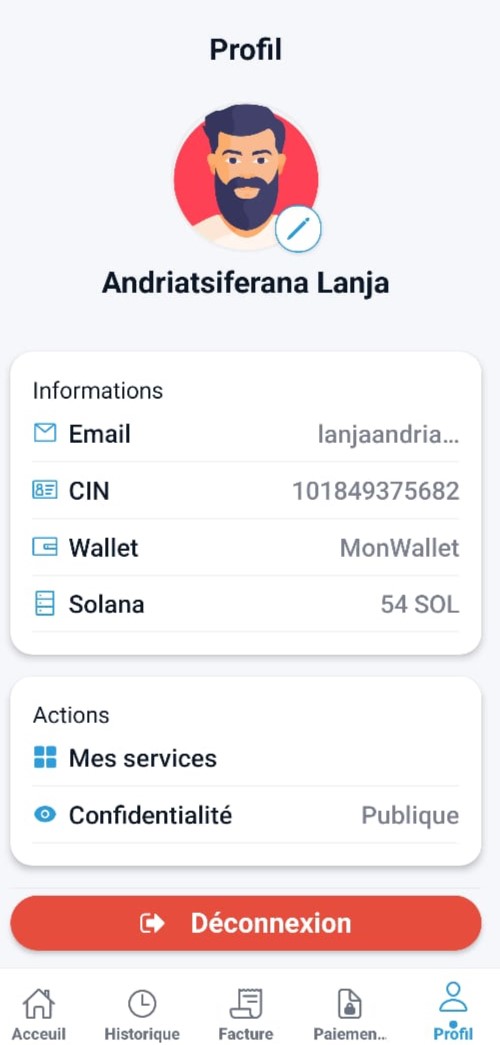 Profil
Andriatsiferana Lanja
Informations
Email lanjaandria...
CIN 101849375682
Wallet MonWallet
Solana 54 SOL
Actions
Mes services
Confidentialité Publique
Déconnexion
Acceuil Historique Facture Paiemen... Profil